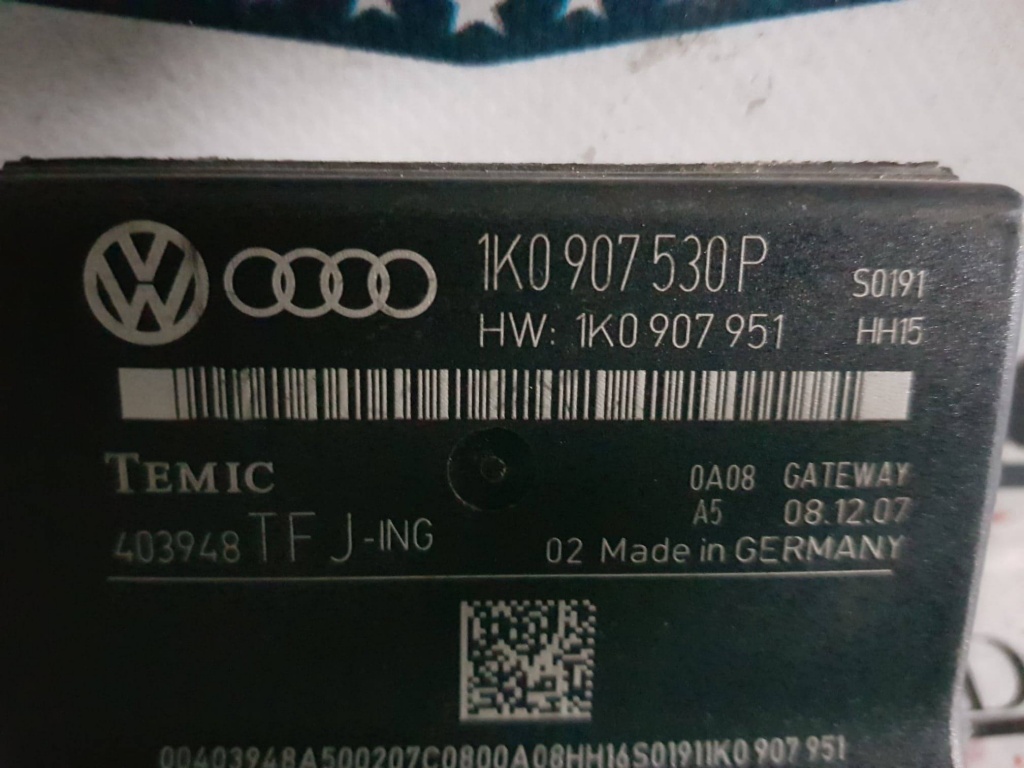 1K0 907 530 P S0191
HW: 1K0 907 951 HH15
TEMIC 0A08 GATEWAY
A5 08.12.07
403948 TFJ-ING 02 Made in GERMANY
00403948A500207C0800A08HH16S01911K0 907 951